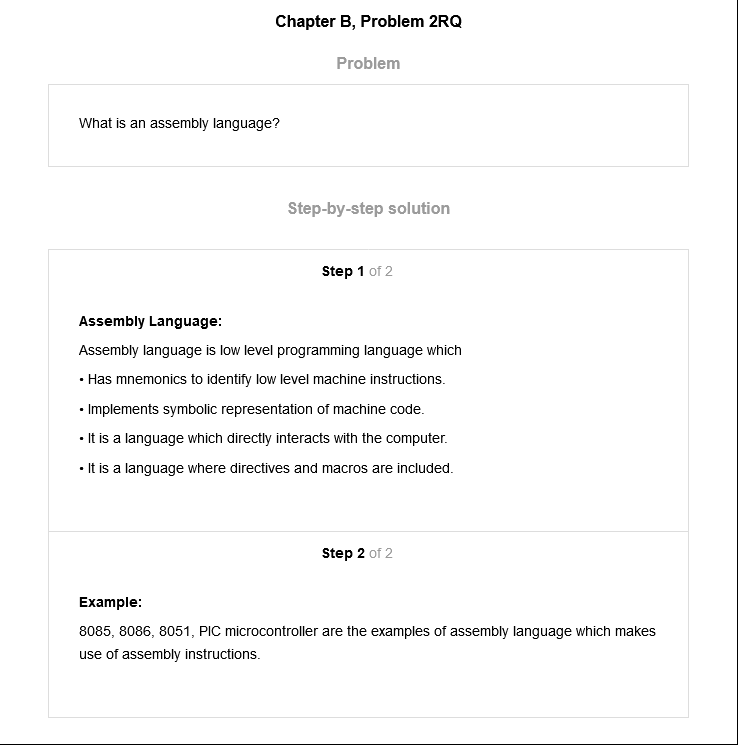 Chapter B, Problem 2RQ
Problem
What is an assembly language?
Step-by-step solution
Step 1 of 2
Assembly Language:
Assembly language is low level programming language which
• Has mnemonics to identify low level machine instructions.
• Implements symbolic representation of machine code.
• It is a language which directly interacts with the computer.
• It is a language where directives and macros are included.
Step 2 of 2
Example:
8085, 8086, 8051, PIC microcontroller are the examples of assembly language which makes
use of assembly instructions.